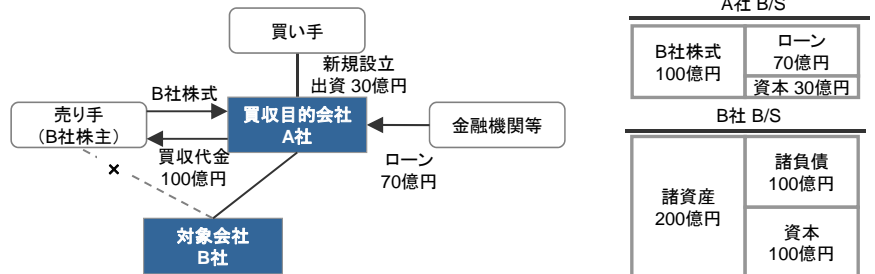 買い手
新規設立
出資 30億円
B社株式
売り手
（B社株主）
買収目的会社
A社
金融機関等
買収代金
100億円
ローン
70億円
×
対象会社
B社
A社 B/S
B社株式
100億円
ローン
70億円
資本 30億円
B社 B/S
諸資産
200億円
諸負債
100億円
資本
100億円